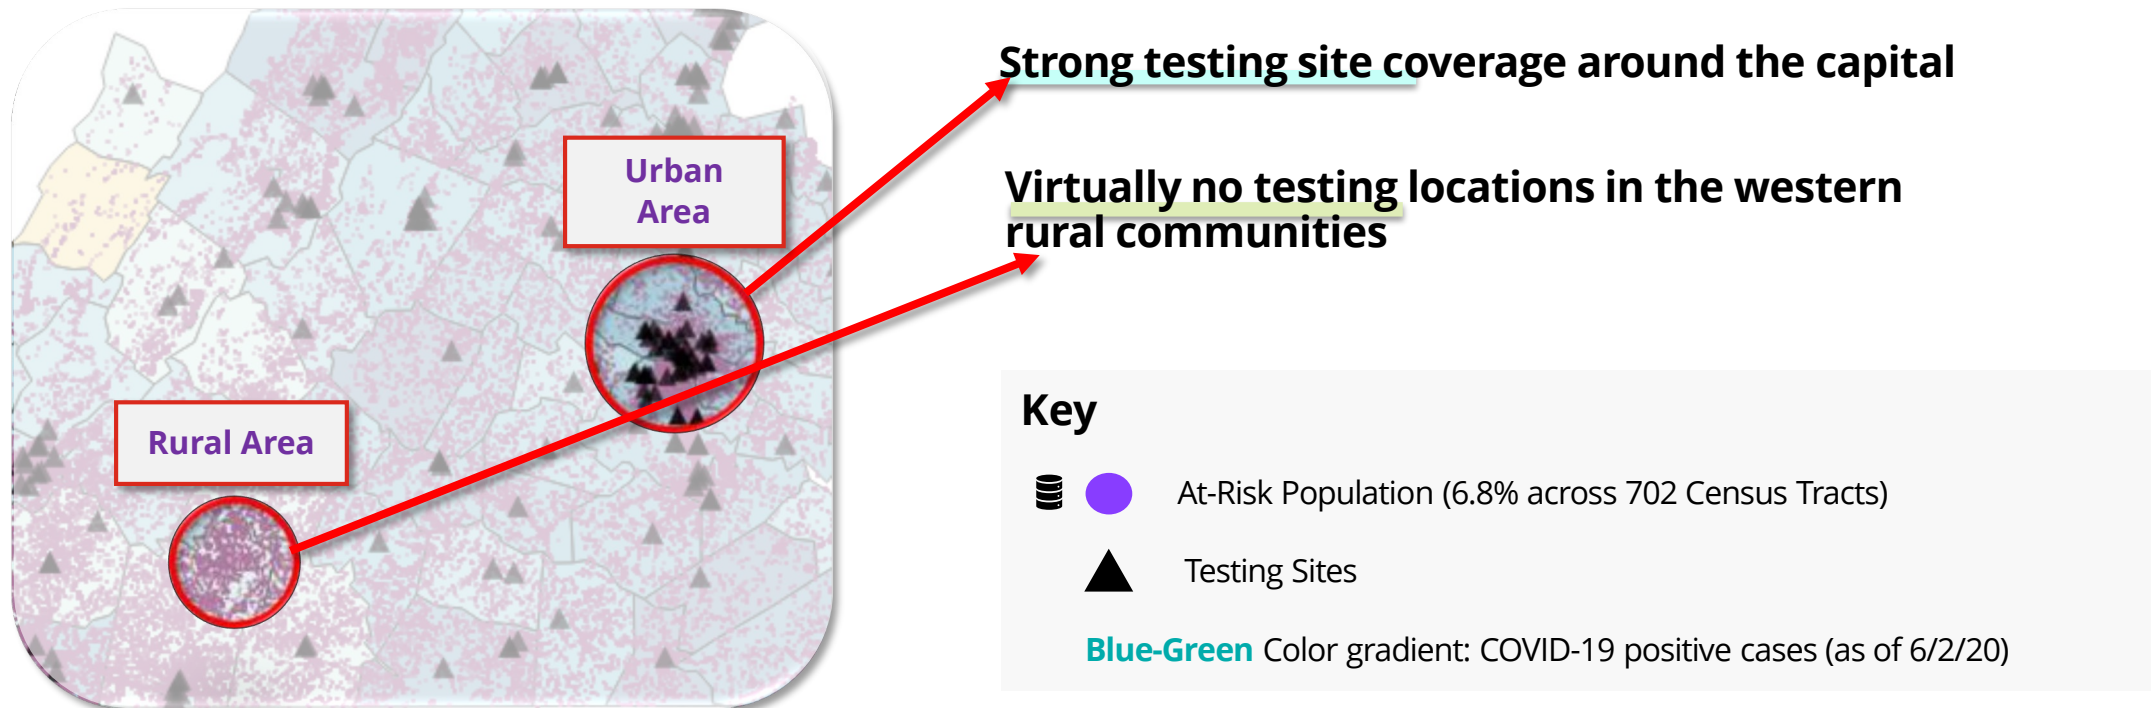 Strong testing site coverage around the capital
Virtually no testing locations in the western
rural communities
Urban
Area
Rural Area
Key
At-Risk Population (6.8% across 702 Census Tracts)
Testing Sites
Blue-Green Color gradient: COVID-19 positive cases (as of 6/2/20)